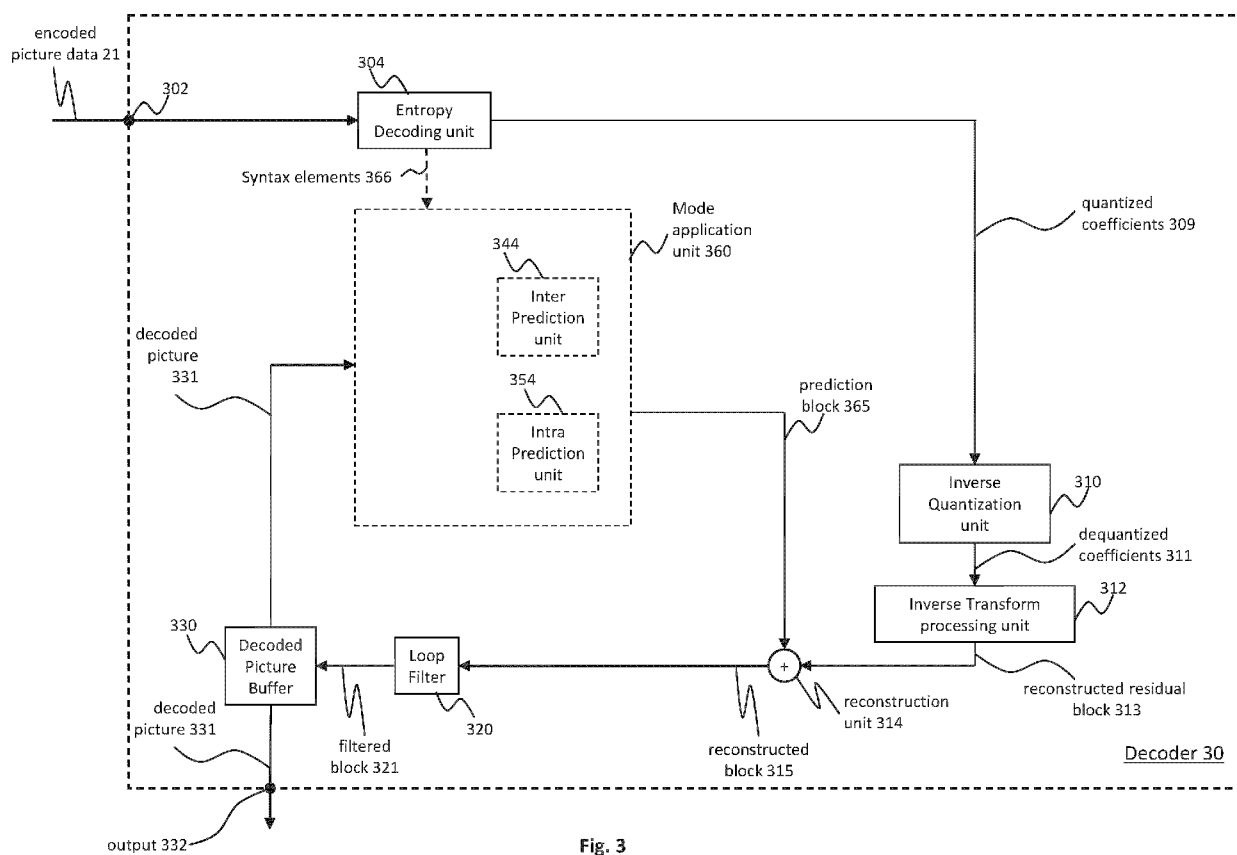 encoded
picture data 21
302
304
Entropy
Decoding unit
Syntax elements 366
Mode
application
unit 360
quantized
coefficients 309
344
Inter
Prediction
unit
decoded
picture
331
354
Intra
Prediction
unit
prediction
block 365
Inverse
Quantization
unit
310
dequantized
coefficients 311
Inverse Transform
processing unit
312
330
Decoded
Picture
Buffer
Loop
Filter
320
+
reconstruction
unit 314
reconstructed residual
block 313
decoded
picture 331
filtered
block 321
reconstructed
block 315
Decoder 30
output 332
Fig. 3